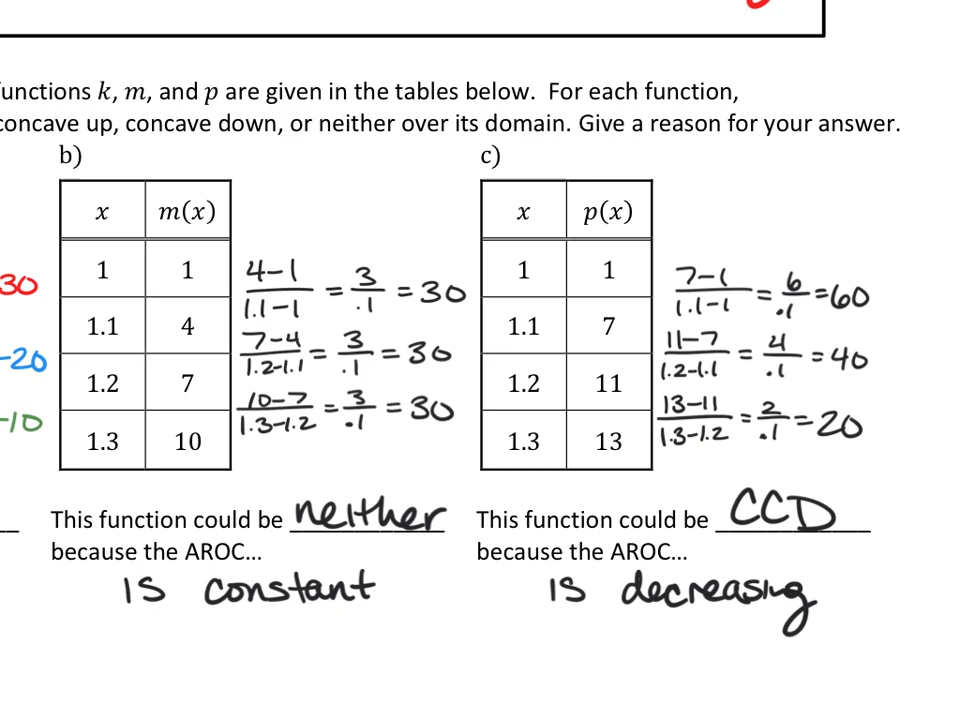 unctions k, m, and p are given in the tables below. For each function,
concave up, concave down, or neither over its domain. Give a reason for your answer.
b)
x m(x)
1 1
1.1 4
1.2 7
1.3 10
4-1/1.1-1 = 3/.1 = 30
7-4/1.2-1.1 = 3/.1 = 30
10-7/1.3-1.2 = 3/.1 = 30
This function could be neither
because the AROC...
is constant
c)
x p(x)
1 1
1.1 7
1.2 11
1.3 13
7-1/1.1-1 = 6/.1 = 60
11-7/1.2-1.1 = 4/.1 = 40
13-11/1.3-1.2 = 2/.1 = 20
This function could be CCD
because the AROC...
is decreasing
30
-20
-10